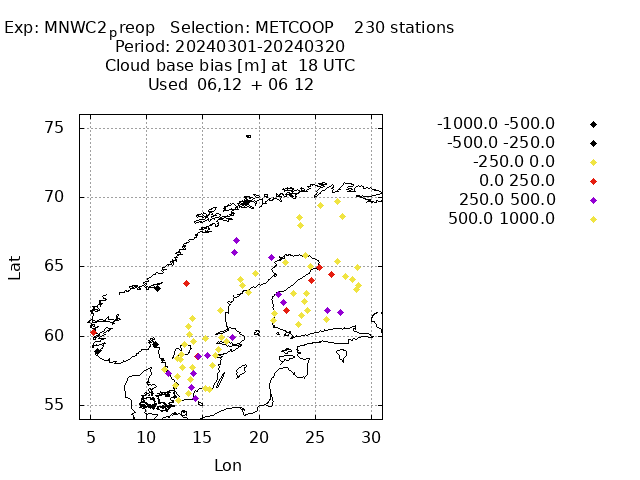 Exp: MNWC2preop Selection: METCOOP 230 stations
Period: 20240301-20240320
Cloud base bias [m] at 18 UTC
Used 06,12 + 06 12
-1000.0 -500.0
-500.0 -250.0
-250.0 0.0
0.0 250.0
250.0 500.0
500.0 1000.0
75
70
65
60
55
Lat
5 10 15 20 25 30
Lon